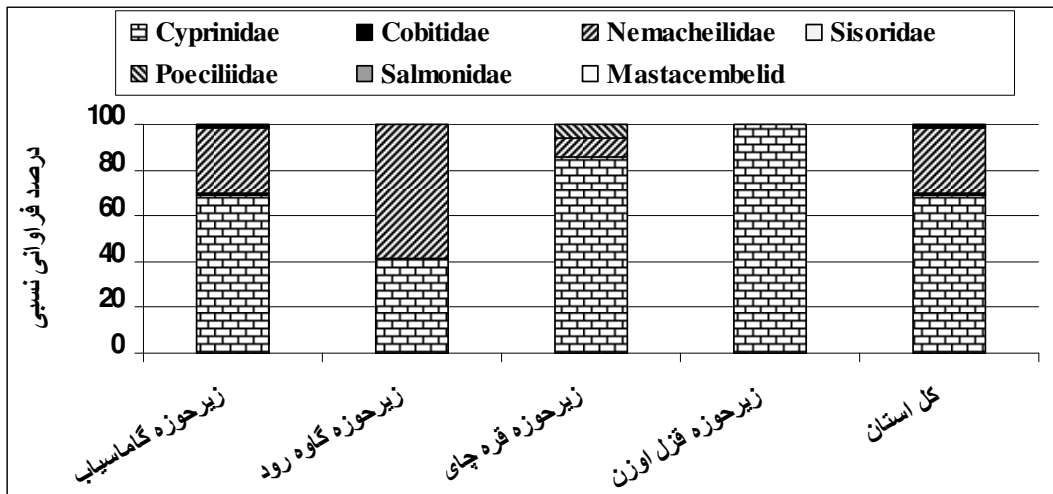 Cyprinidae Cobitidae Nemacheilidae Sisoridae
Poeciliidae Salmonidae Mastacembelid
درصد فراوانی نسبی
100
80
60
40
20
0
زیرحوزه گاماسیاب
زیرحوزه گاوه رود
زیرحوزه قره چای
زیرحوزه قزل اوزن
کل استان